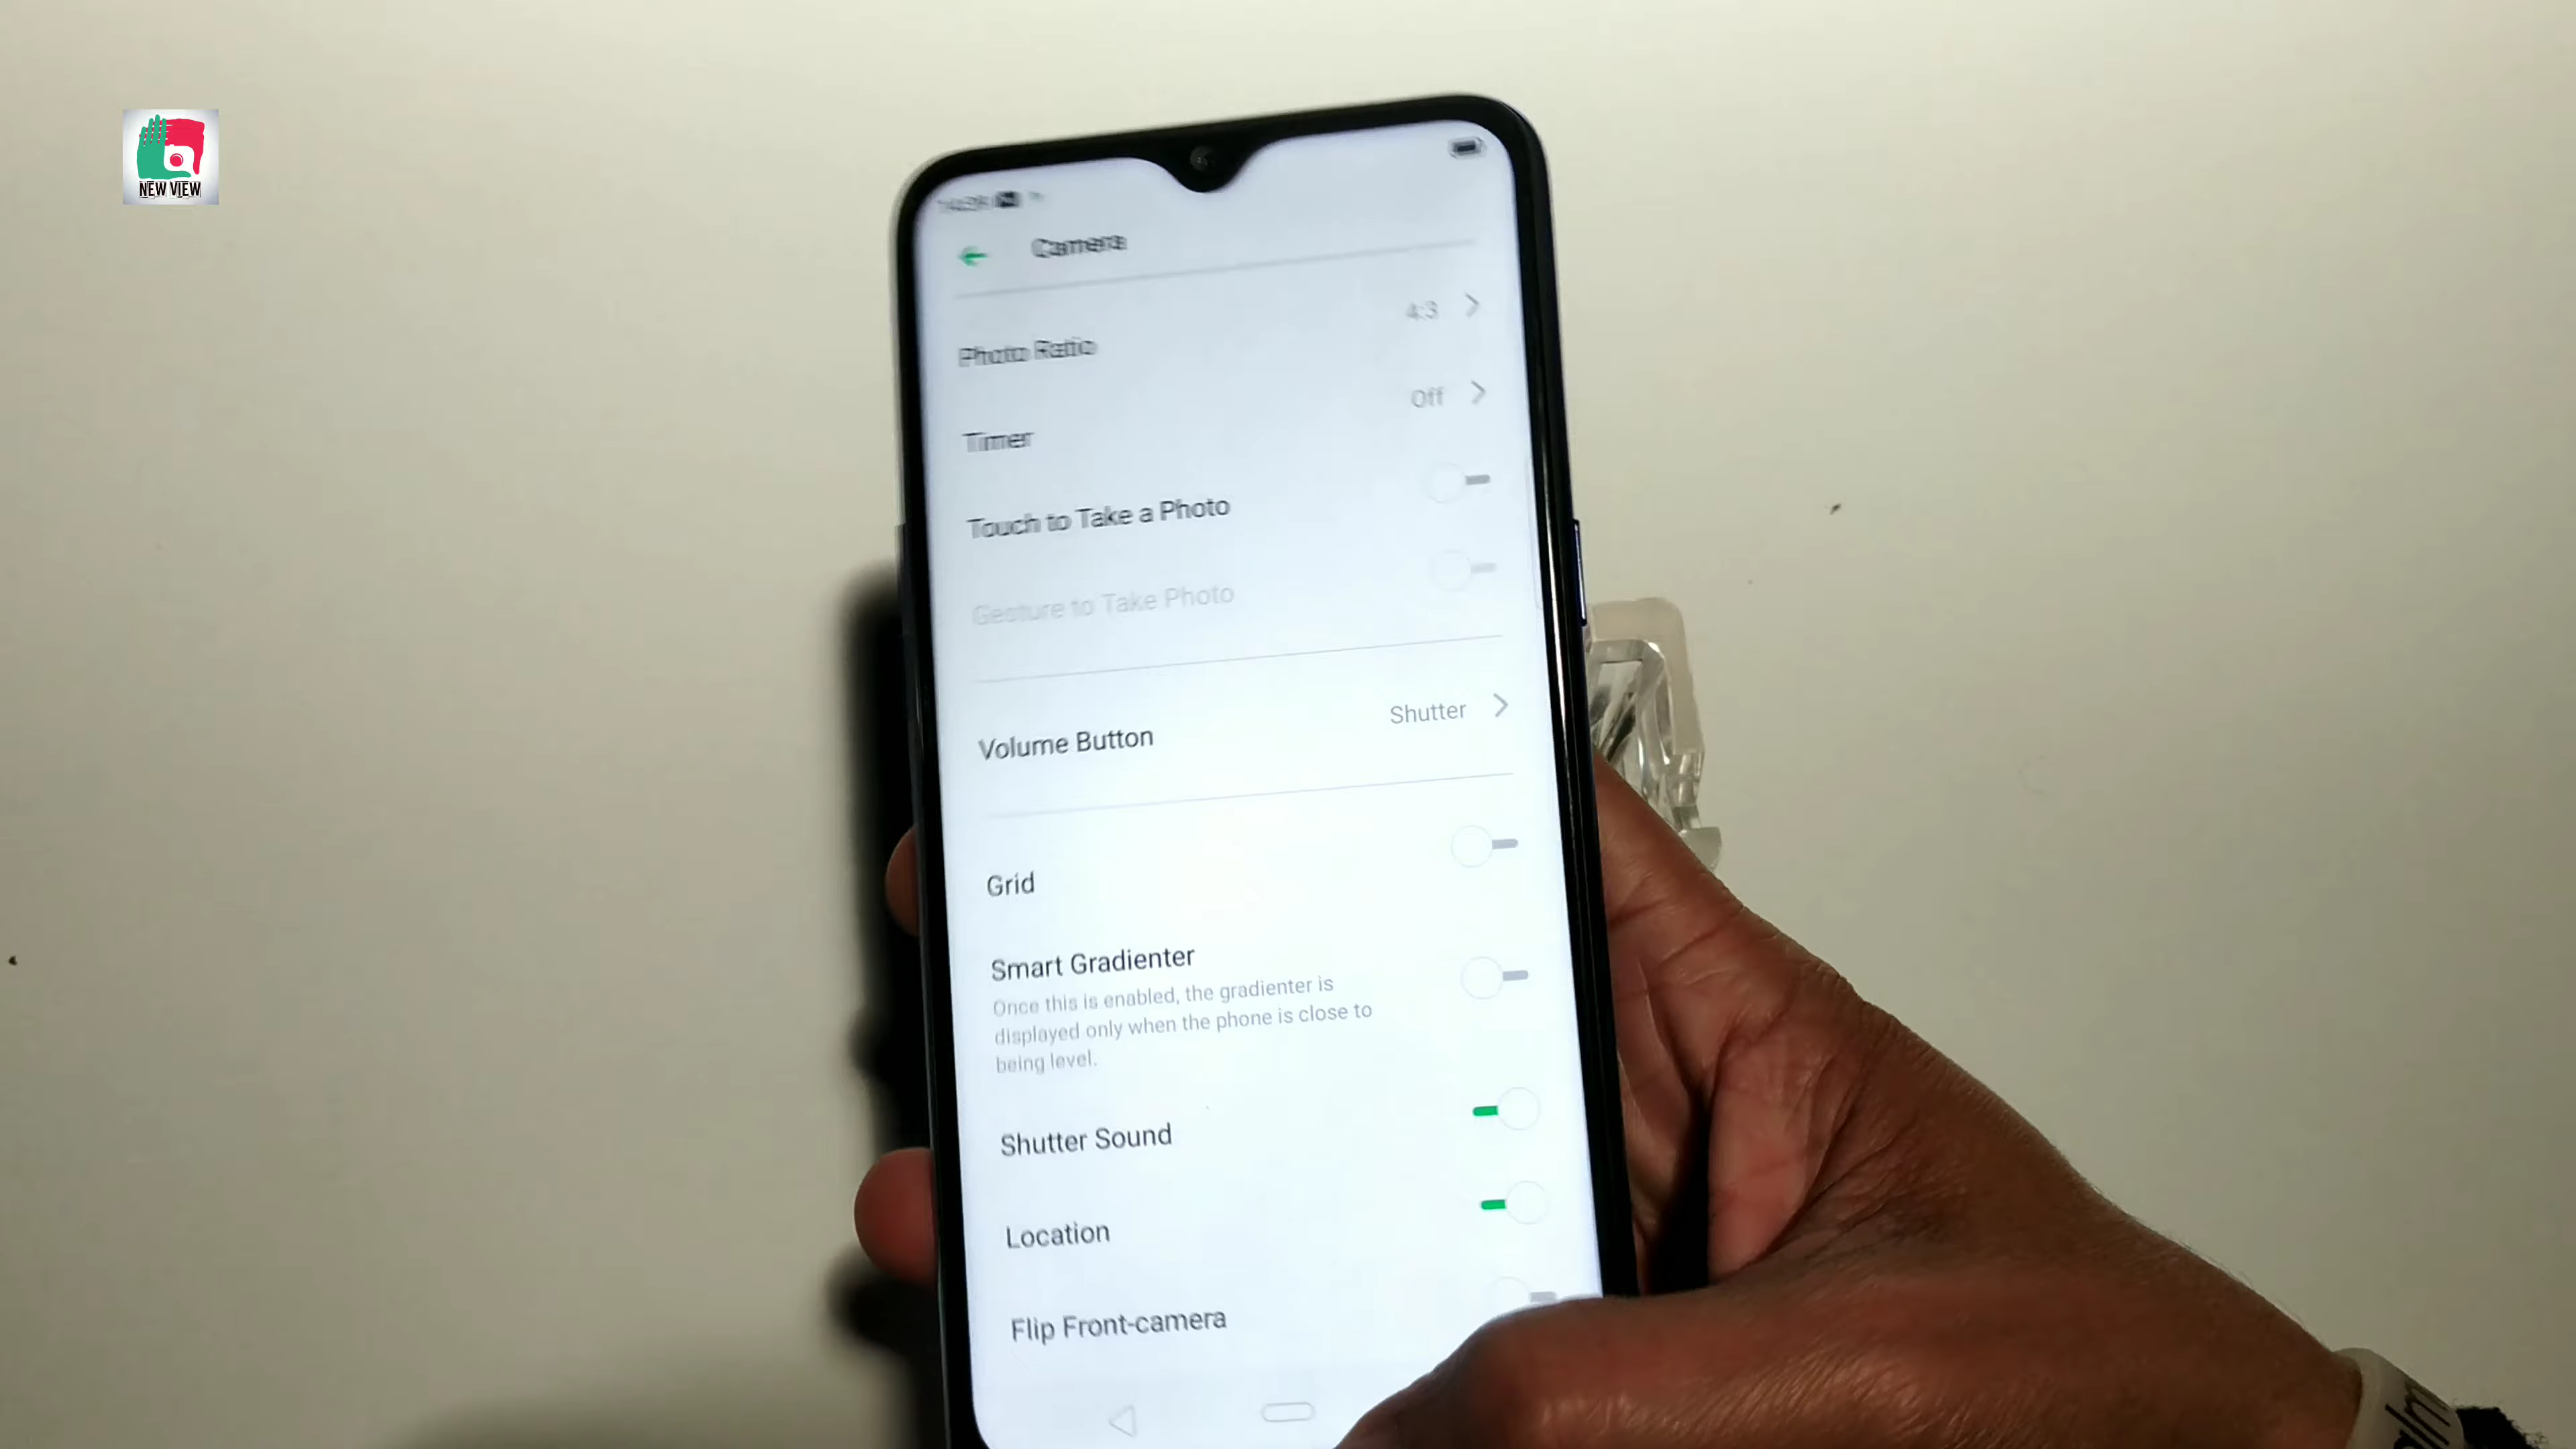 NEW VIEW
Camera
Photo Ratio 4:3
Timer Off
Touch to Take a Photo
Gesture to Take Photo
Volume Button Shutter
Grid
Smart Gradienter
Once this is enabled, the gradienter is
displayed only when the phone is close to
being level.
Shutter Sound
Location
Flip Front-camera